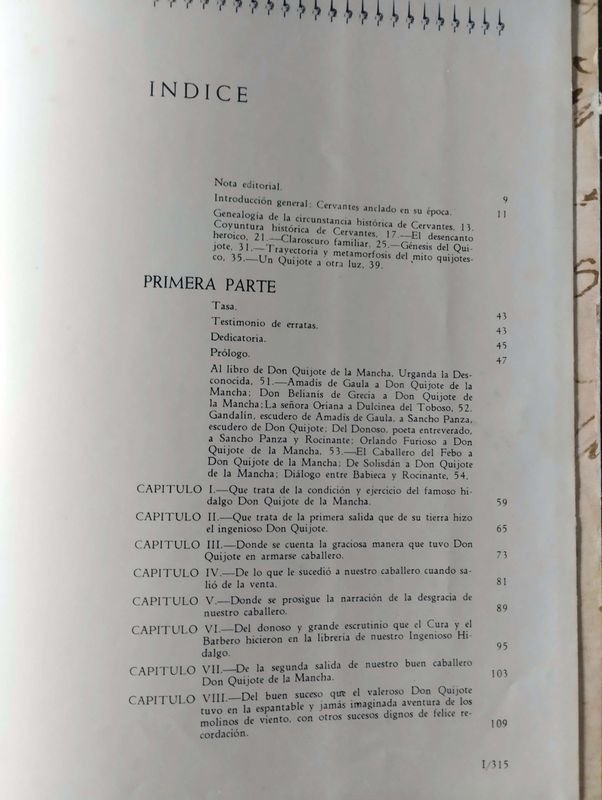 INDICE
Nota editorial. 9
Introducción general: Cervantes anclado en su época. 11
Genealogía de la circunstancia histórica de Cervantes, 13.
Coyuntura histórica de Cervantes, 17.—El desencanto
heroico, 21.—Claroscuro familiar, 25.—Génesis del Qui-
jote, 31.—Trayectoria y metamorfosis del mito quijotes-
co, 35.—Un Quijote a otra luz, 39.
PRIMERA PARTE
Tasa. 43
Testimonio de erratas. 43
Dedicatoria. 45
Prólogo. 47
Al libro de Don Quijote de la Mancha, Urganda la Des-
conocida, 51.—Amadís de Gaula a Don Quijote de la
Mancha; Don Belianís de Grecia a Don Quijote de
la Mancha; La señora Oriana a Dulcinea del Toboso, 52.
Gandalín, escudero de Amadís de Gaula, a Sancho Panza,
escudero de Don Quijote; Del Donoso, poeta entreverado,
a Sancho Panza y Rocinante; Orlando Furioso a Don
Quijote de la Mancha, 53.—El Caballero del Febo a
Don Quijote de la Mancha; De Solisdán a Don Quijote
de la Mancha; Diálogo entre Babieca y Rocinante, 54.
CAPITULO I.—Que trata de la condición y ejercicio del famoso hi-
dalgo Don Quijote de la Mancha. 59
CAPITULO II.—Que trata de la primera salida que de su tierra hizo
el ingenioso Don Quijote. 65
CAPITULO III.—Donde se cuenta la graciosa manera que tuvo Don
Quijote en armarse caballero. 73
CAPITULO IV.—De lo que le sucedió a nuestro caballero cuando sa-
lió de la venta. 81
CAPITULO V.—Donde se prosigue la narración de la desgracia de
nuestro caballero. 89
CAPITULO VI.—Del donoso y grande escrutinio que el Cura y el
Barbero hicieron en la librería de nuestro Ingenioso Hi-
dalgo. 95
CAPITULO VII.—De la segunda salida de nuestro buen caballero
Don Quijote de la Mancha. 103
CAPITULO VIII.—Del buen suceso que el valeroso Don Quijote
tuvo en la espantable y jamás imaginada aventura de los
molinos de viento, con otros sucesos dignos de felice re-
cordación. 109
I/315